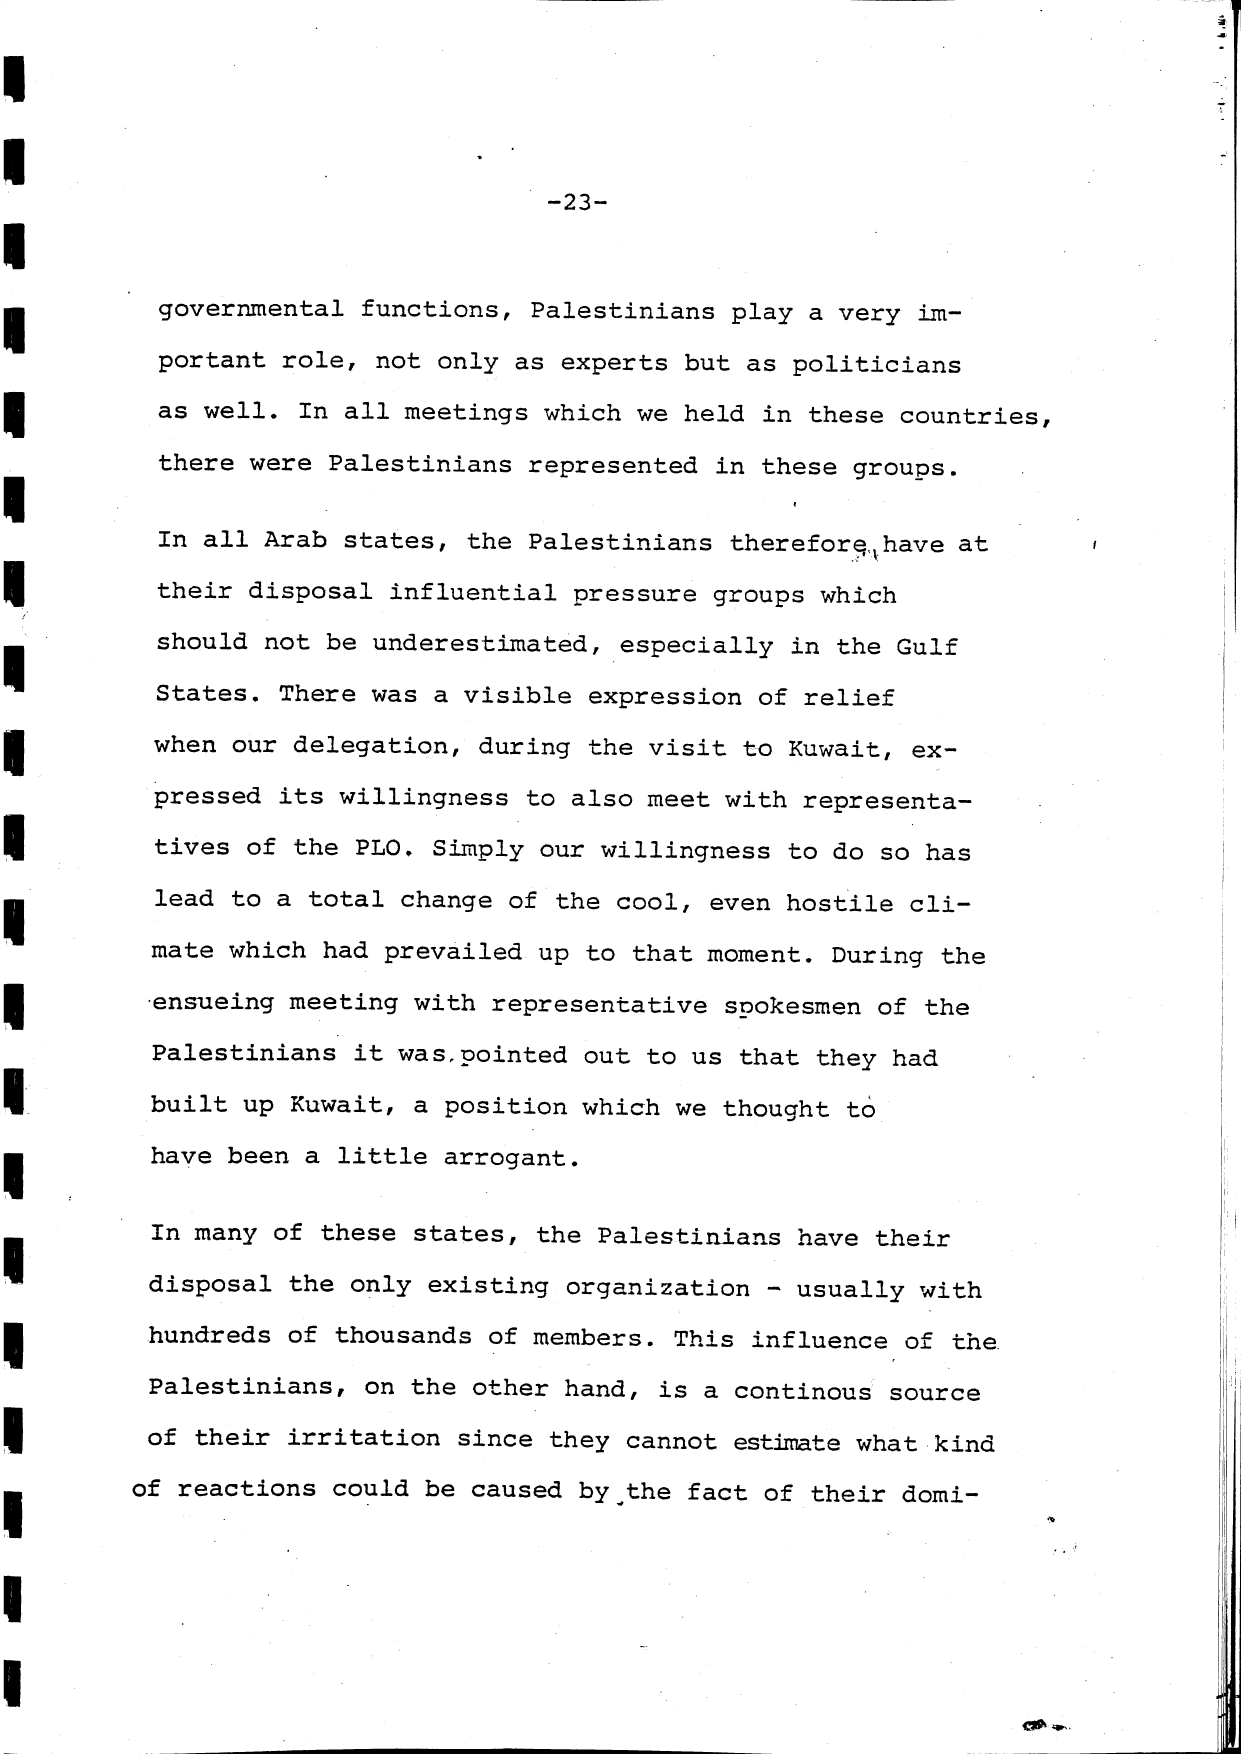 -23-
governmental functions, Palestinians play a very im-
portant role, not only as experts but as politicians
as well. In all meetings which we held in these countries,
there were Palestinians represented in these groups.
In all Arab states, the Palestinians therefore have at
their disposal influential pressure groups which
should not be underestimated, especially in the Gulf
States. There was a visible expression of relief
when our delegation, during the visit to Kuwait, ex-
pressed its willingness to also meet with representa-
tives of the PLO. Simply our willingness to do so has
lead to a total change of the cool, even hostile cli-
mate which had prevailed up to that moment. During the
ensueing meeting with representative spokesmen of the
Palestinians it was pointed out to us that they had
built up Kuwait, a position which we thought to
have been a little arrogant.
In many of these states, the Palestinians have their
disposal the only existing organization - usually with
hundreds of thousands of members. This influence of the
Palestinians, on the other hand, is a continous source
of their irritation since they cannot estimate what kind
of reactions could be caused by the fact of their domi-